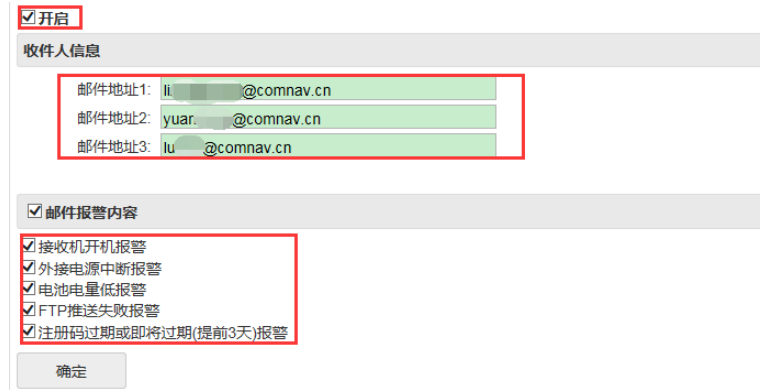 开启
收件人信息
邮件地址1: li. @comnav.cn
邮件地址2: yuar. @comnav.cn
邮件地址3: lu @comnav.cn
邮件报警内容
接收机开机报警
外接电源中断报警
电池电量低报警
FTP推送失败报警
注册码过期或即将过期(提前3天)报警
确定